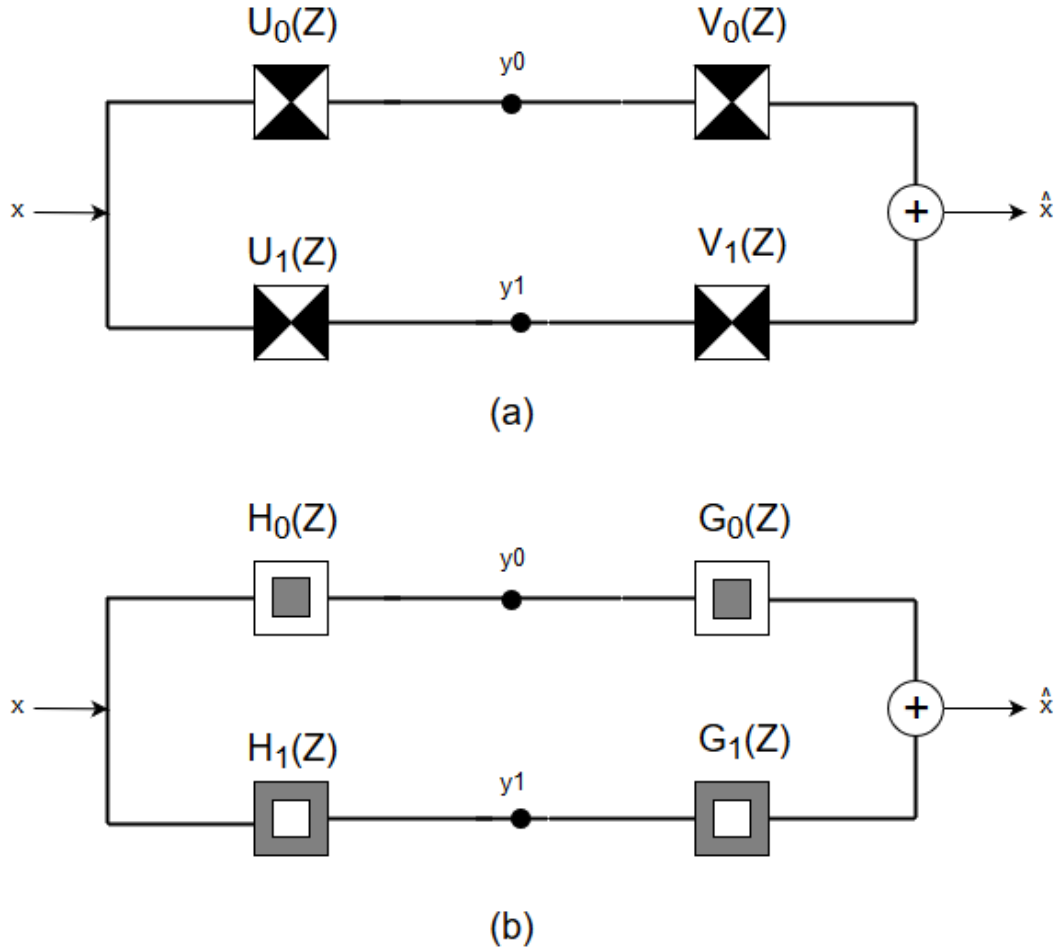 U₀(Z) V₀(Z)
y0
x + x̂
U₁(Z) V₁(Z)
y1
(a)
H₀(Z) G₀(Z)
y0
x + x̂
H₁(Z) G₁(Z)
y1
(b)